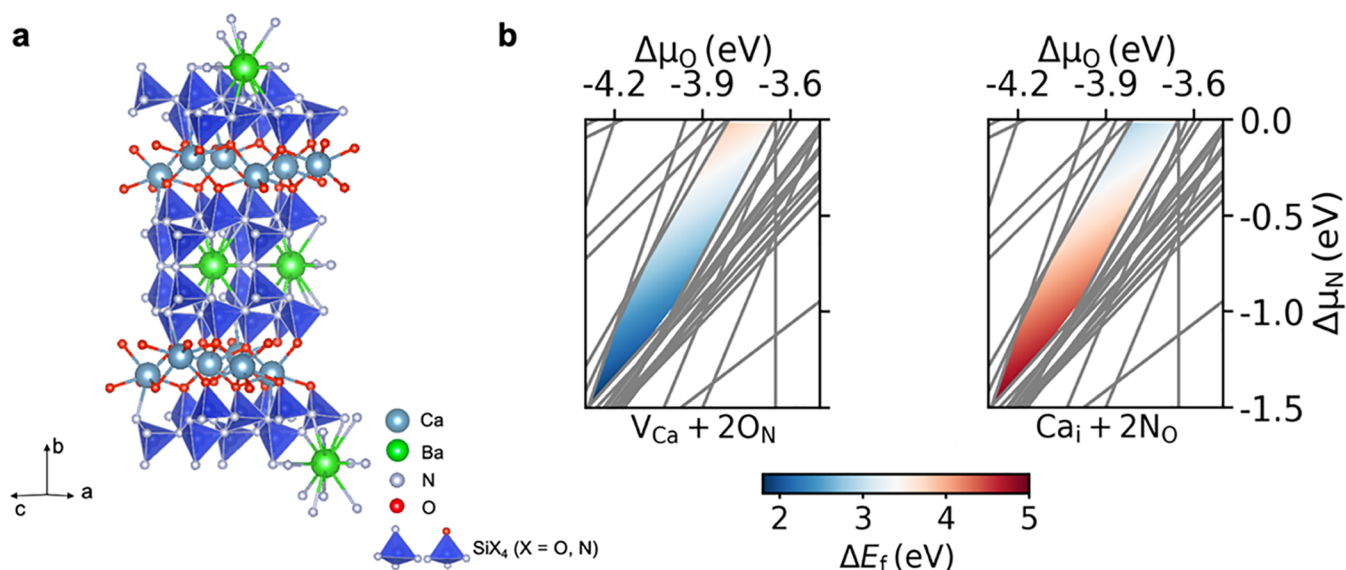 a
b
Δμ_O (eV)
-4.2 -3.9 -3.6
V_Ca + 2O_N
Δμ_O (eV)
-4.2 -3.9 -3.6
0.0
-0.5
-1.0
-1.5
Δμ_N (eV)
Ca_i + 2N_O
2 3 4 5
ΔE_f (eV)
Ca
Ba
N
O
SiX₄ (X = O, N)
b
a
c